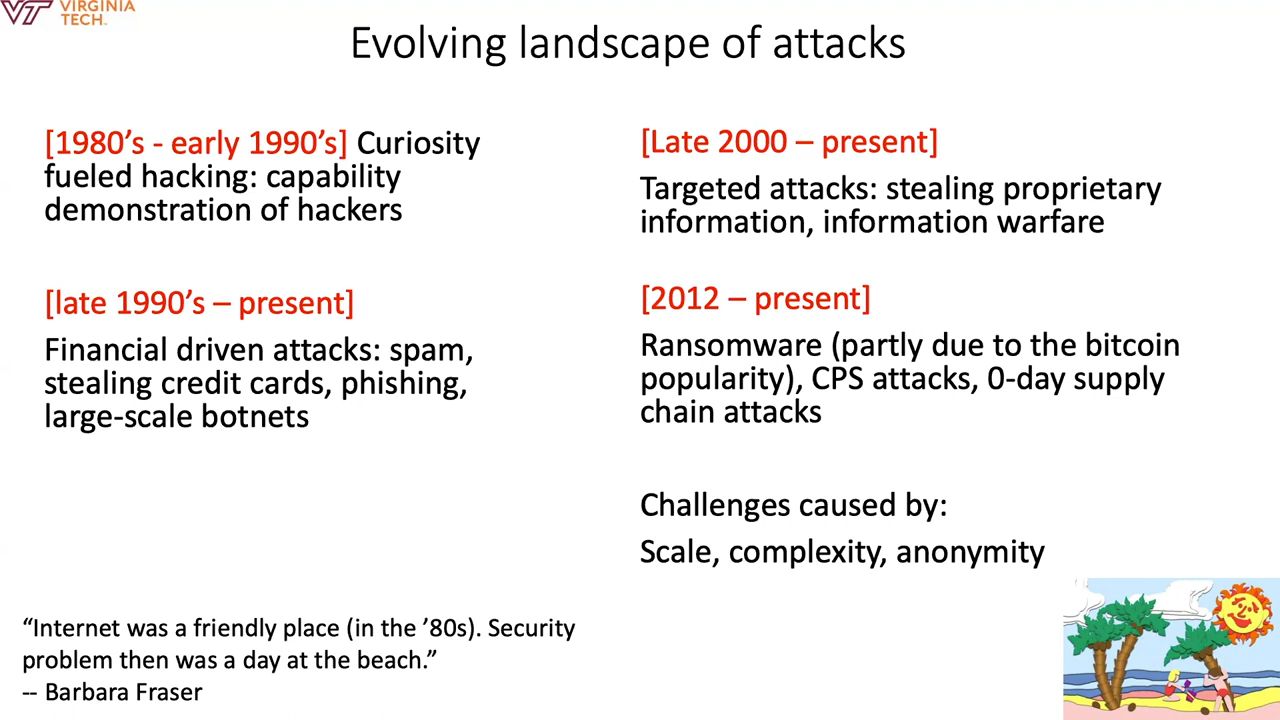 VT VIRGINIA
TECH.
Evolving landscape of attacks
[1980’s - early 1990’s] Curiosity
fueled hacking: capability
demonstration of hackers
[late 1990’s – present]
Financial driven attacks: spam,
stealing credit cards, phishing,
large-scale botnets
[Late 2000 – present]
Targeted attacks: stealing proprietary
information, information warfare
[2012 – present]
Ransomware (partly due to the bitcoin
popularity), CPS attacks, 0-day supply
chain attacks
Challenges caused by:
Scale, complexity, anonymity
“Internet was a friendly place (in the ’80s). Security
problem then was a day at the beach.”
-- Barbara Fraser